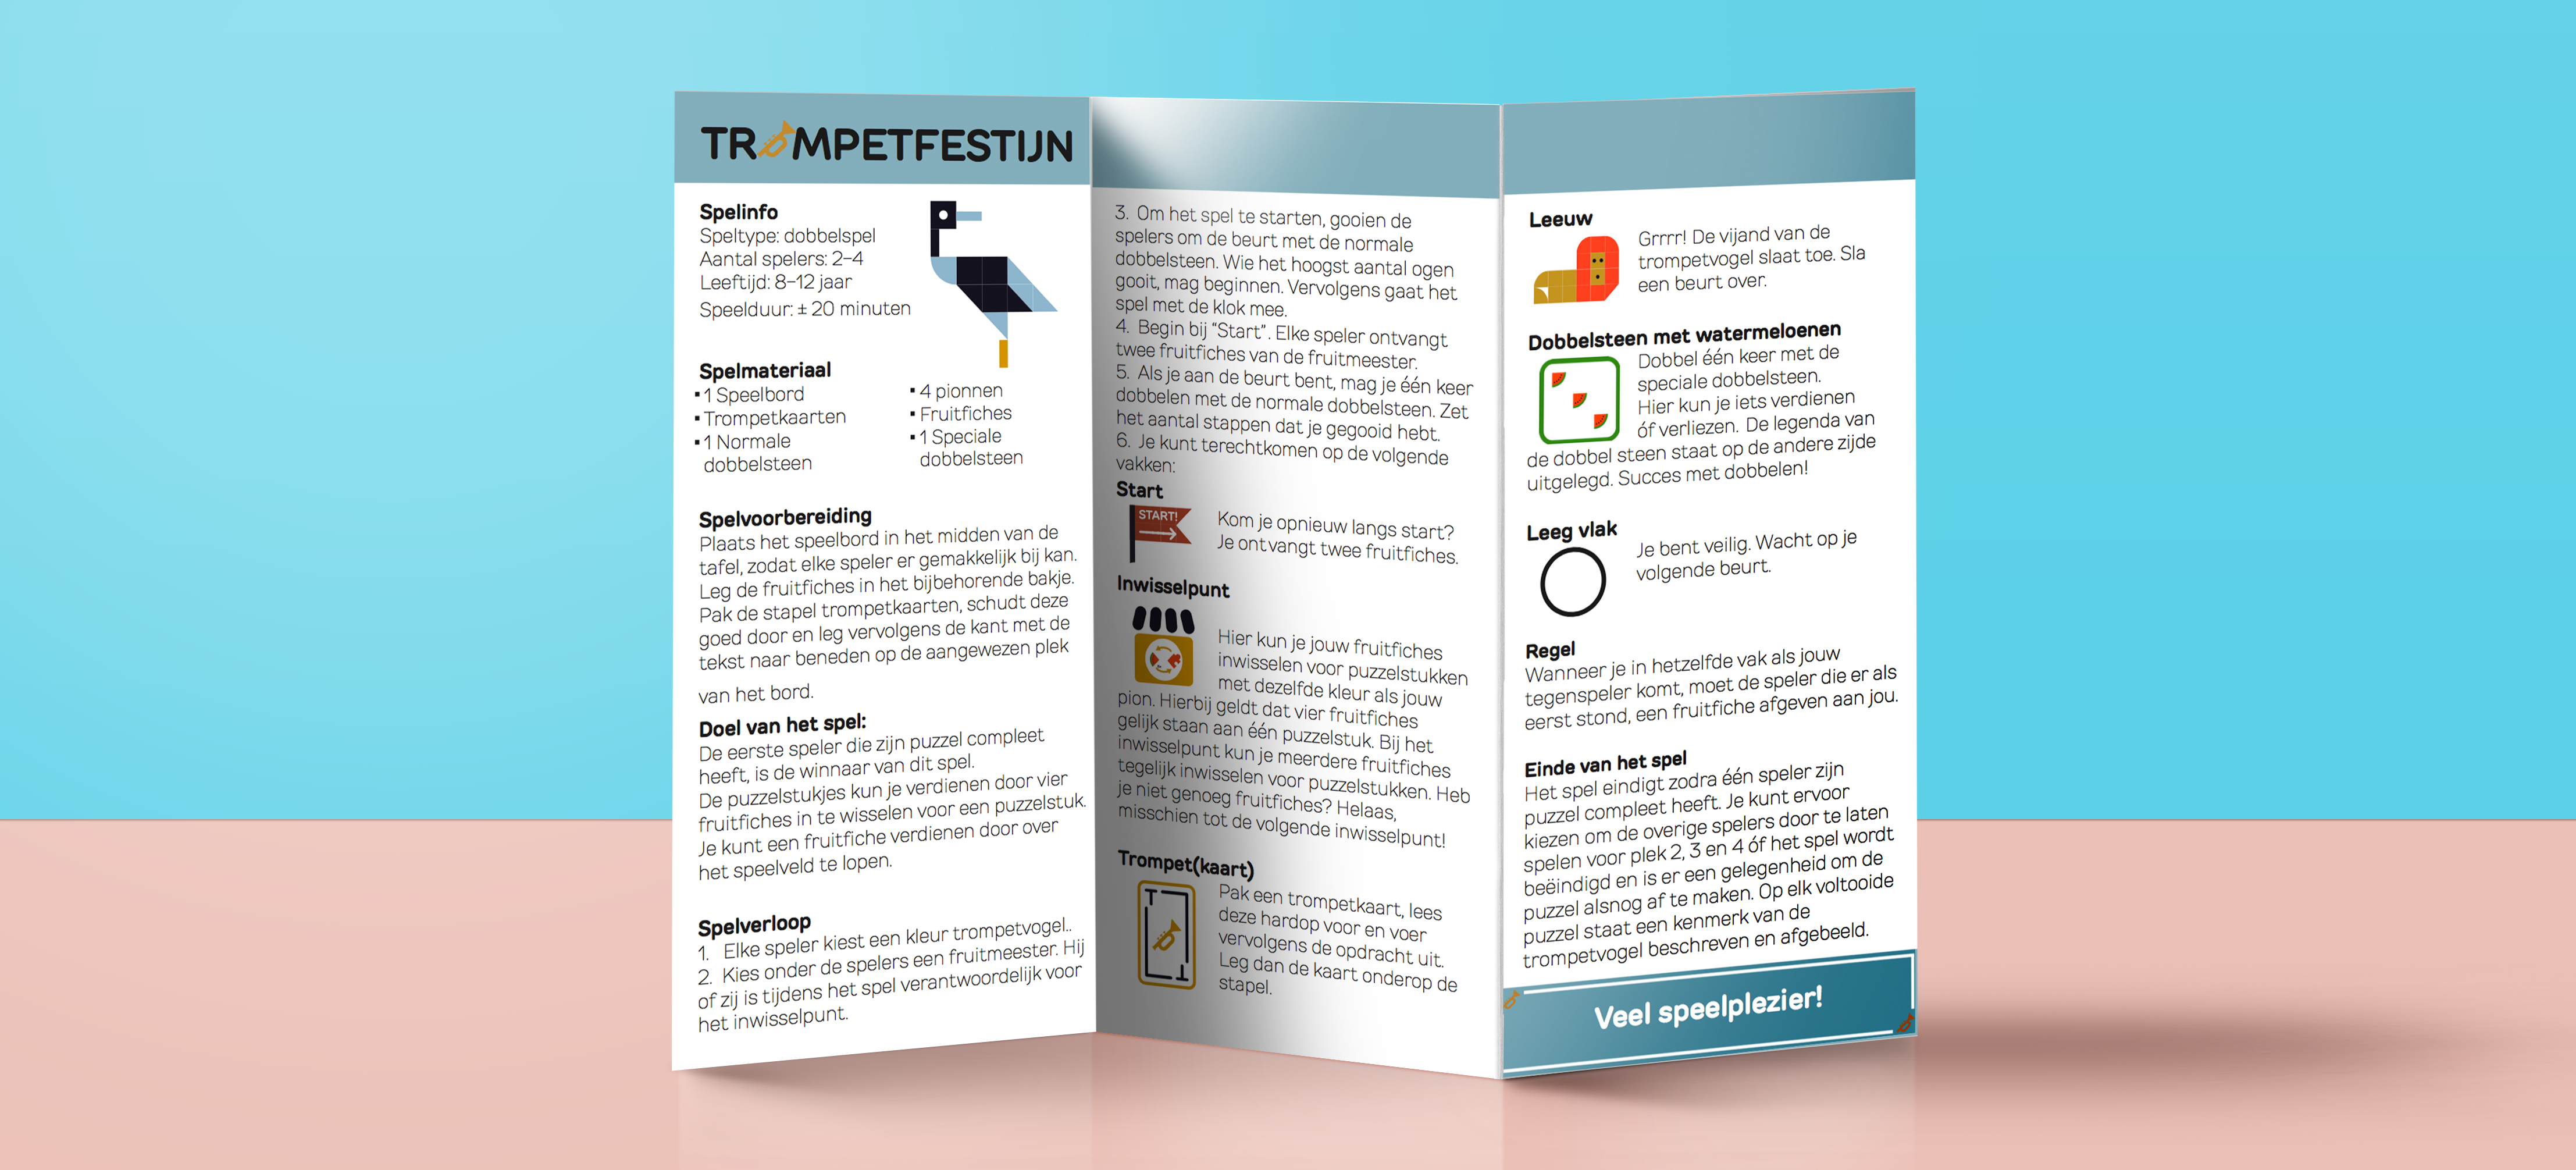 TROMPETFESTIJN
Spelinfo
Speltype: dobbelspel
Aantal spelers: 2–4
Leeftijd: 8–12 jaar
Speelduur: ± 20 minuten
Spelmateriaal
▪ 1 Speelbord
▪ Trompetkaarten
▪ 1 Normale
dobbelsteen
▪ 4 pionnen
▪ Fruitfiches
▪ 1 Speciale
dobbelsteen
Spelvoorbereiding
Plaats het speelbord in het midden van de
tafel, zodat elke speler er gemakkelijk bij kan.
Leg de fruitfiches in het bijbehorende bakje.
Pak de stapel trompetkaarten, schudt deze
goed door en leg vervolgens de kant met de
tekst naar beneden op de aangewezen plek
van het bord.
Doel van het spel:
De eerste speler die zijn puzzel compleet
heeft, is de winnaar van dit spel.
De puzzelstukjes kun je verdienen door vier
fruitfiches in te wisselen voor een puzzelstuk.
Je kunt een fruitfiche verdienen door over
het speelveld te lopen.
Spelverloop
1. Elke speler kiest een kleur trompetvogel..
2. Kies onder de spelers een fruitmeester. Hij
of zij is tijdens het spel verantwoordelijk voor
het inwisselpunt.
3. Om het spel te starten, gooien de
spelers om de beurt met de normale
dobbelsteen. Wie het hoogst aantal ogen
gooit, mag beginnen. Vervolgens gaat het
spel met de klok mee.
4. Begin bij “Start”. Elke speler ontvangt
twee fruitfiches van de fruitmeester.
5. Als je aan de beurt bent, mag je één keer
dobbelen met de normale dobbelsteen. Zet
het aantal stappen dat je gegooid hebt.
6. Je kunt terechtkomen op de volgende
vakken:
Start
START!
Kom je opnieuw langs start?
Je ontvangt twee fruitfiches.
Inwisselpunt
Hier kun je jouw fruitfiches
inwisselen voor puzzelstukken
met dezelfde kleur als jouw
pion. Hierbij geldt dat vier fruitfiches
gelijk staan aan één puzzelstuk. Bij het
inwisselpunt kun je meerdere fruitfiches
tegelijk inwisselen voor puzzelstukken. Heb
je niet genoeg fruitfiches? Helaas,
misschien tot de volgende inwisselpunt!
Trompet(kaart)
T
T
Pak een trompetkaart, lees
deze hardop voor en voer
vervolgens de opdracht uit.
Leg dan de kaart onderop de
stapel.
Leeuw
Grrrr! De vijand van de
trompetvogel slaat toe. Sla
een beurt over.
Dobbelsteen met watermeloenen
Dobbel één keer met de
speciale dobbelsteen.
Hier kun je iets verdienen
óf verliezen. De legenda van
de dobbel steen staat op de andere zijde
uitgelegd. Succes met dobbelen!
Leeg vlak
Je bent veilig. Wacht op je
volgende beurt.
Regel
Wanneer je in hetzelfde vak als jouw
tegenspeler komt, moet de speler die er als
eerst stond, een fruitfiche afgeven aan jou.
Einde van het spel
Het spel eindigt zodra één speler zijn
puzzel compleet heeft. Je kunt ervoor
kiezen om de overige spelers door te laten
spelen voor plek 2, 3 en 4 óf het spel wordt
beëindigd en is er een gelegenheid om de
puzzel alsnog af te maken. Op elk voltooide
puzzel staat een kenmerk van de
trompetvogel beschreven en afgebeeld.
Veel speelplezier!